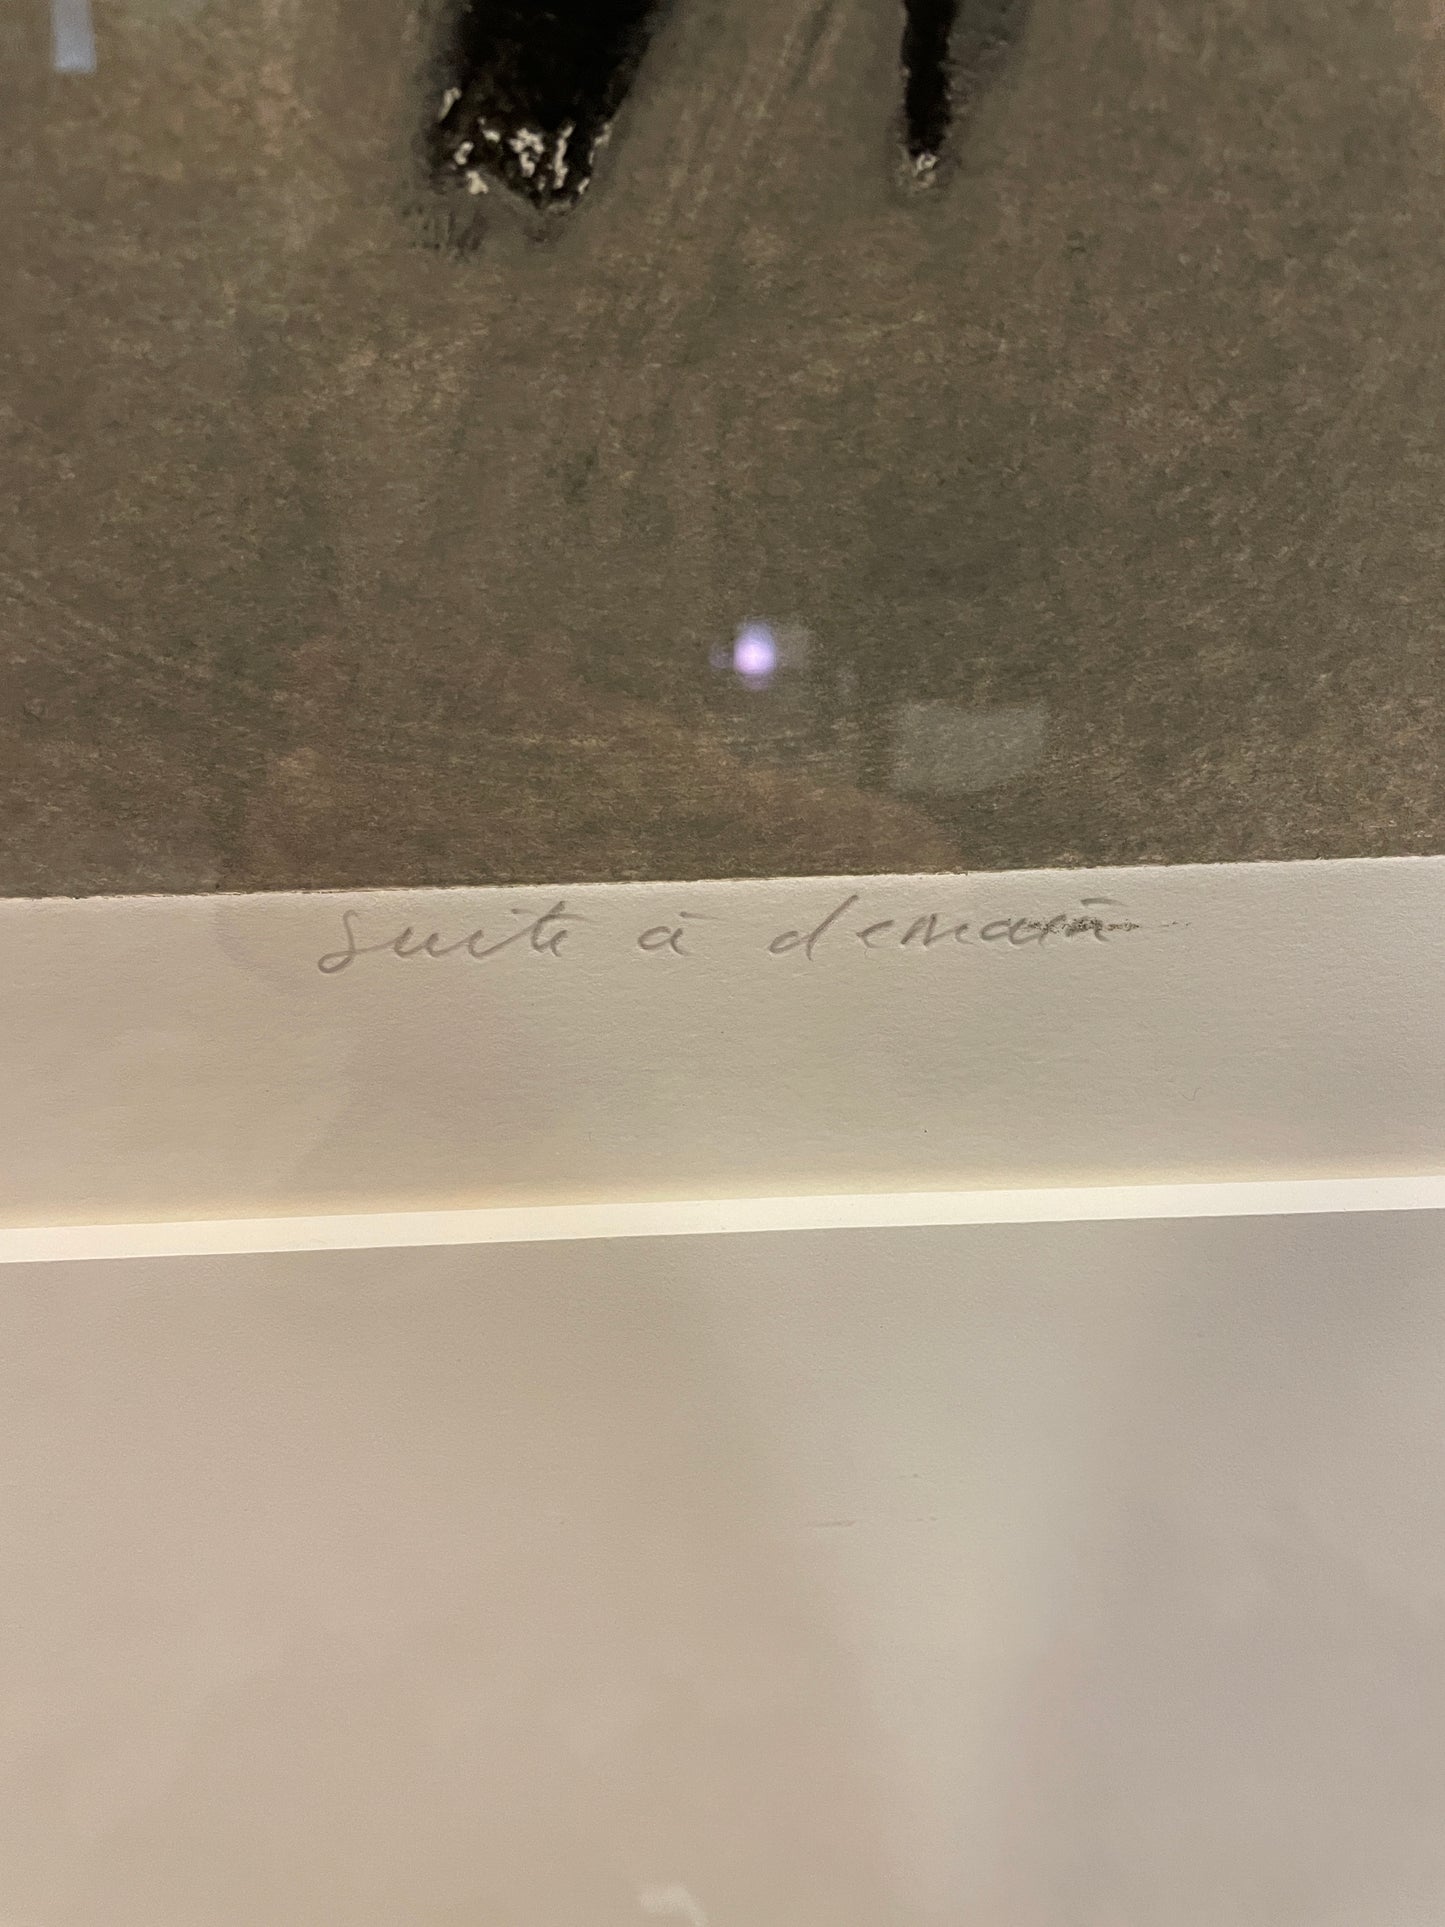 suite à demain